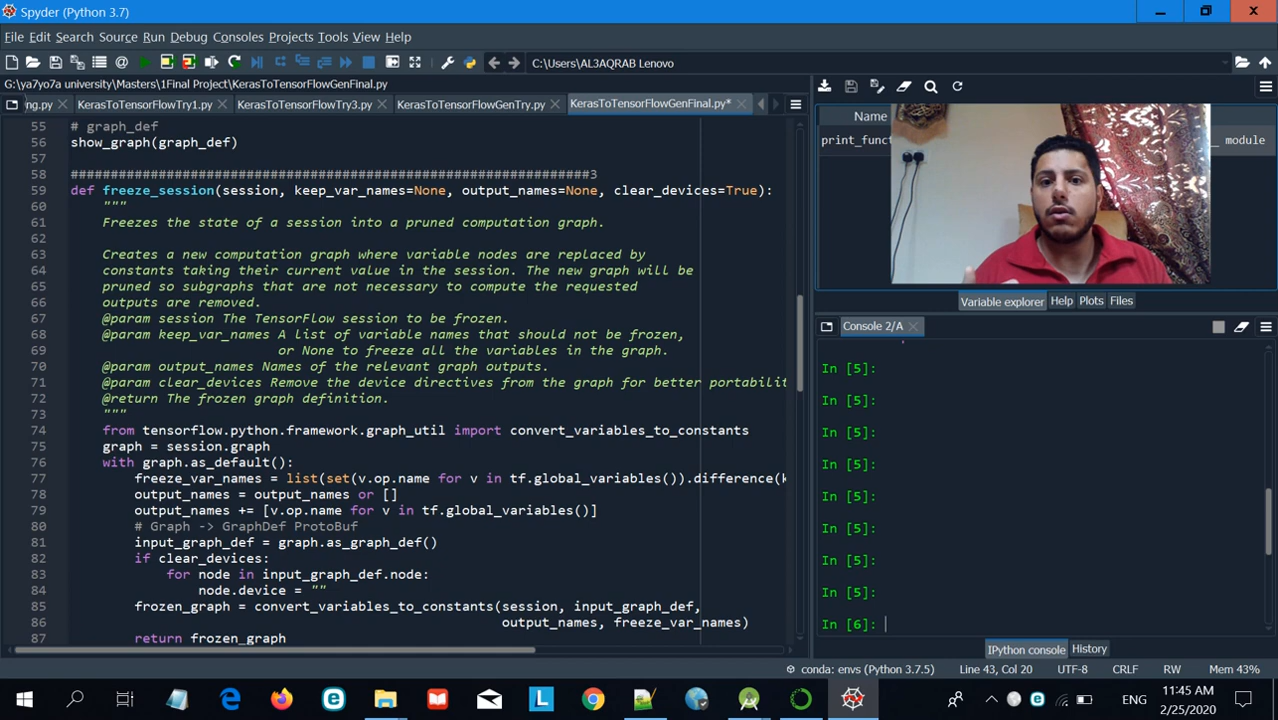 Spyder (Python 3.7)
File Edit Search Source Run Debug Consoles Projects Tools View Help
C:\Users\AL3AQRAB Lenovo
G:\ya7yo7a university\Masters\1Final Project\KerasToTensorFlowGenFinal.py
ng.py KerasToTensorFlowTry1.py KerasToTensorFlowTry3.py KerasToTensorFlowGenTry.py KerasToTensorFlowGenFinal.py*
55 # graph_def
56 show_graph(graph_def)
57
58 #################################################################3
59 def freeze_session(session, keep_var_names=None, output_names=None, clear_devices=True):
60 """
61 Freezes the state of a session into a pruned computation graph.
62
63 Creates a new computation graph where variable nodes are replaced by
64 constants taking their current value in the session. The new graph will be
65 pruned so subgraphs that are not necessary to compute the requested
66 outputs are removed.
67 @param session The TensorFlow session to be frozen.
68 @param keep_var_names A list of variable names that should not be frozen,
69 or None to freeze all the variables in the graph.
70 @param output_names Names of the relevant graph outputs.
71 @param clear_devices Remove the device directives from the graph for better portabilit
72 @return The frozen graph definition.
73 """
74 from tensorflow.python.framework.graph_util import convert_variables_to_constants
75 graph = session.graph
76 with graph.as_default():
77 freeze_var_names = list(set(v.op.name for v in tf.global_variables()).difference(k
78 output_names = output_names or []
79 output_names += [v.op.name for v in tf.global_variables()]
80 # Graph -> GraphDef ProtoBuf
81 input_graph_def = graph.as_graph_def()
82 if clear_devices:
83 for node in input_graph_def.node:
84 node.device = ""
85 frozen_graph = convert_variables_to_constants(session, input_graph_def,
86 output_names, freeze_var_names)
87 return frozen_graph
Name
print_funct module
Variable explorer Help Plots Files
Console 2/A
In [5]:
In [5]:
In [5]:
In [5]:
In [5]:
In [5]:
In [5]:
In [5]:
In [6]:
IPython console History
conda: envs (Python 3.7.5) Line 43, Col 20 UTF-8 CRLF RW Mem 43%
ENG
11:45 AM
2/25/2020